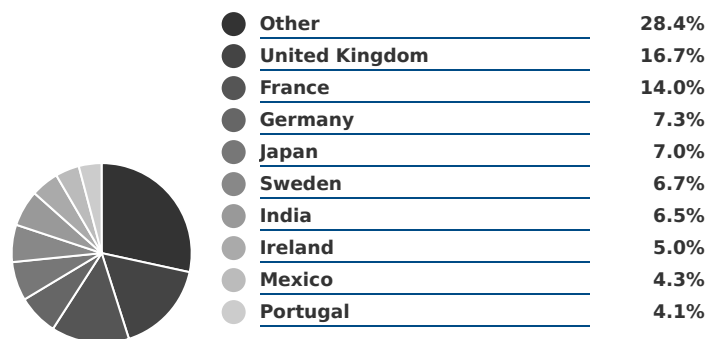 Other 28.4%
United Kingdom 16.7%
France 14.0%
Germany 7.3%
Japan 7.0%
Sweden 6.7%
India 6.5%
Ireland 5.0%
Mexico 4.3%
Portugal 4.1%